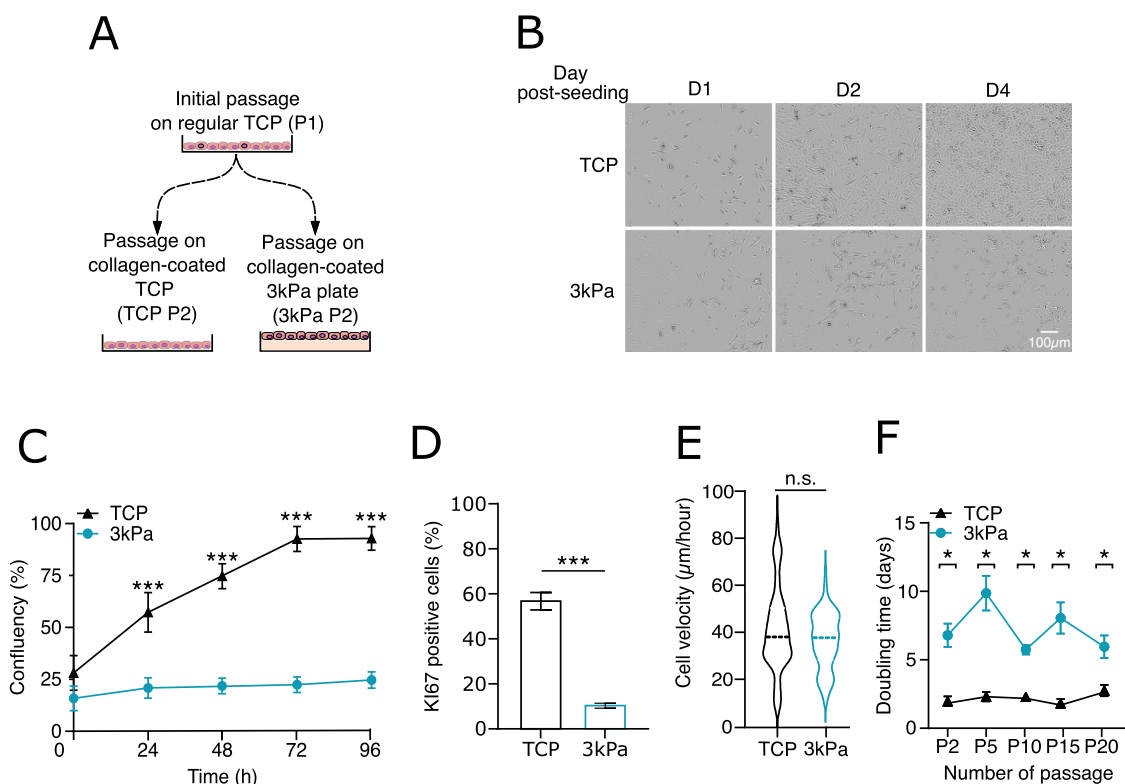 A
Initial passage
on regular TCP (P1)
Passage on
collagen-coated
TCP
(TCP P2)
Passage on
collagen-coated
3kPa plate
(3kPa P2)
B
Day
post-seeding
D1
D2
D4
TCP
3kPa
100µm
C
TCP
3kPa
Confluency (%)
100
75
50
25
0
***
***
***
***
0
24
48
72
96
Time (h)
D
KI67 positive cells (%)
100
80
60
40
20
0
***
TCP
3kPa
E
Cell velocity (µm/hour)
100
80
60
40
20
0
n.s.
TCP
3kPa
F
TCP
3kPa
Doubling time (days)
15
10
5
0
*
*
*
*
*
P2
P5
P10
P15
P20
Number of passage